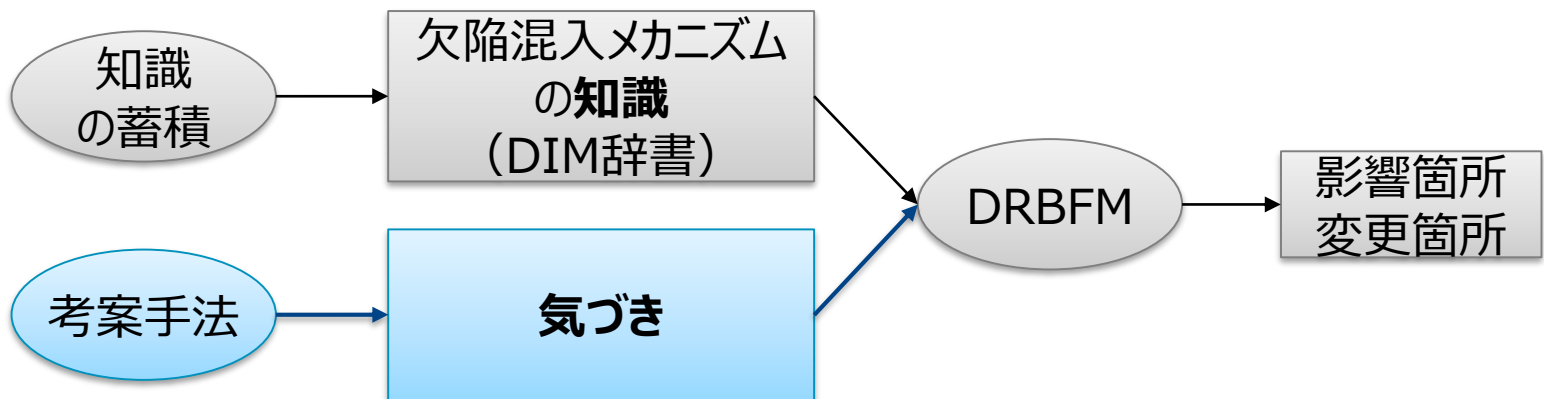 知識
の蓄積
欠陥混入メカニズム
の知識
（DIM辞書）
考案手法
気づき
DRBFM
影響箇所
変更箇所